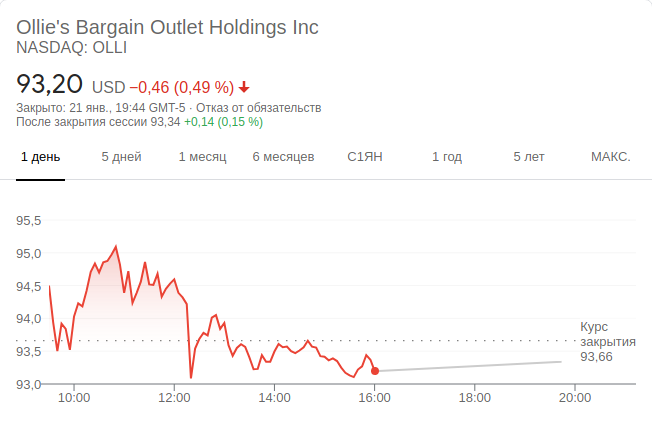 Ollie's Bargain Outlet Holdings Inc
NASDAQ: OLLI
93,20 USD −0,46 (0,49 %)
Закрыто: 21 янв., 19:44 GMT-5 · Отказ от обязательств
После закрытия сессии 93,34 +0,14 (0,15 %)
1 день 5 дней 1 месяц 6 месяцев С1ЯН 1 год 5 лет МАКС.
95,5
95,0
94,5
94,0
93,5
93,0
Курс
закрытия
93,66
10:00 12:00 14:00 16:00 18:00 20:00